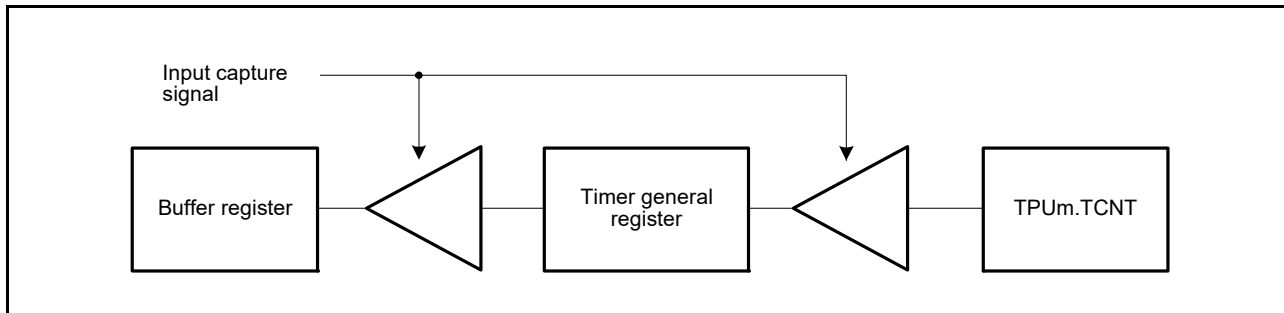 Input capture
signal
Buffer register
Timer general
register
TPUm.TCNT